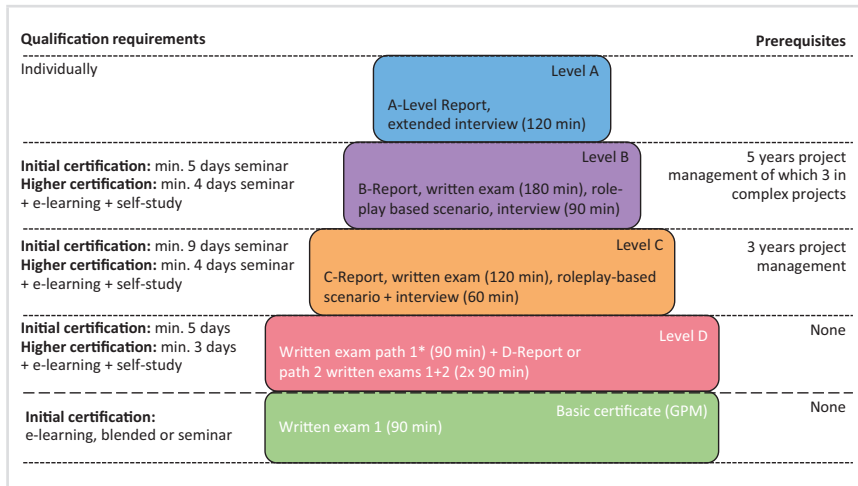 Qualification requirements
Prerequisites
Individually
Level A
A-Level Report,
extended interview (120 min)
Initial certification: min. 5 days seminar
Higher certification: min. 4 days seminar
+ e-learning + self-study
Level B
B-Report, written exam (180 min), role-
play based scenario, interview (90 min)
5 years project
management of which 3 in
complex projects
Initial certification: min. 9 days seminar
Higher certification: min. 4 days seminar
+ e-learning + self-study
Level C
C-Report, written exam (120 min), roleplay-based
scenario + interview (60 min)
3 years project
management
Initial certification: min. 5 days
Higher certification: min. 3 days
+ e-learning + self-study
Level D
Written exam path 1* (90 min) + D-Report or
path 2 written exams 1+2 (2x 90 min)
None
Initial certification:
e-learning, blended or seminar
Basic certificate (GPM)
Written exam 1 (90 min)
None